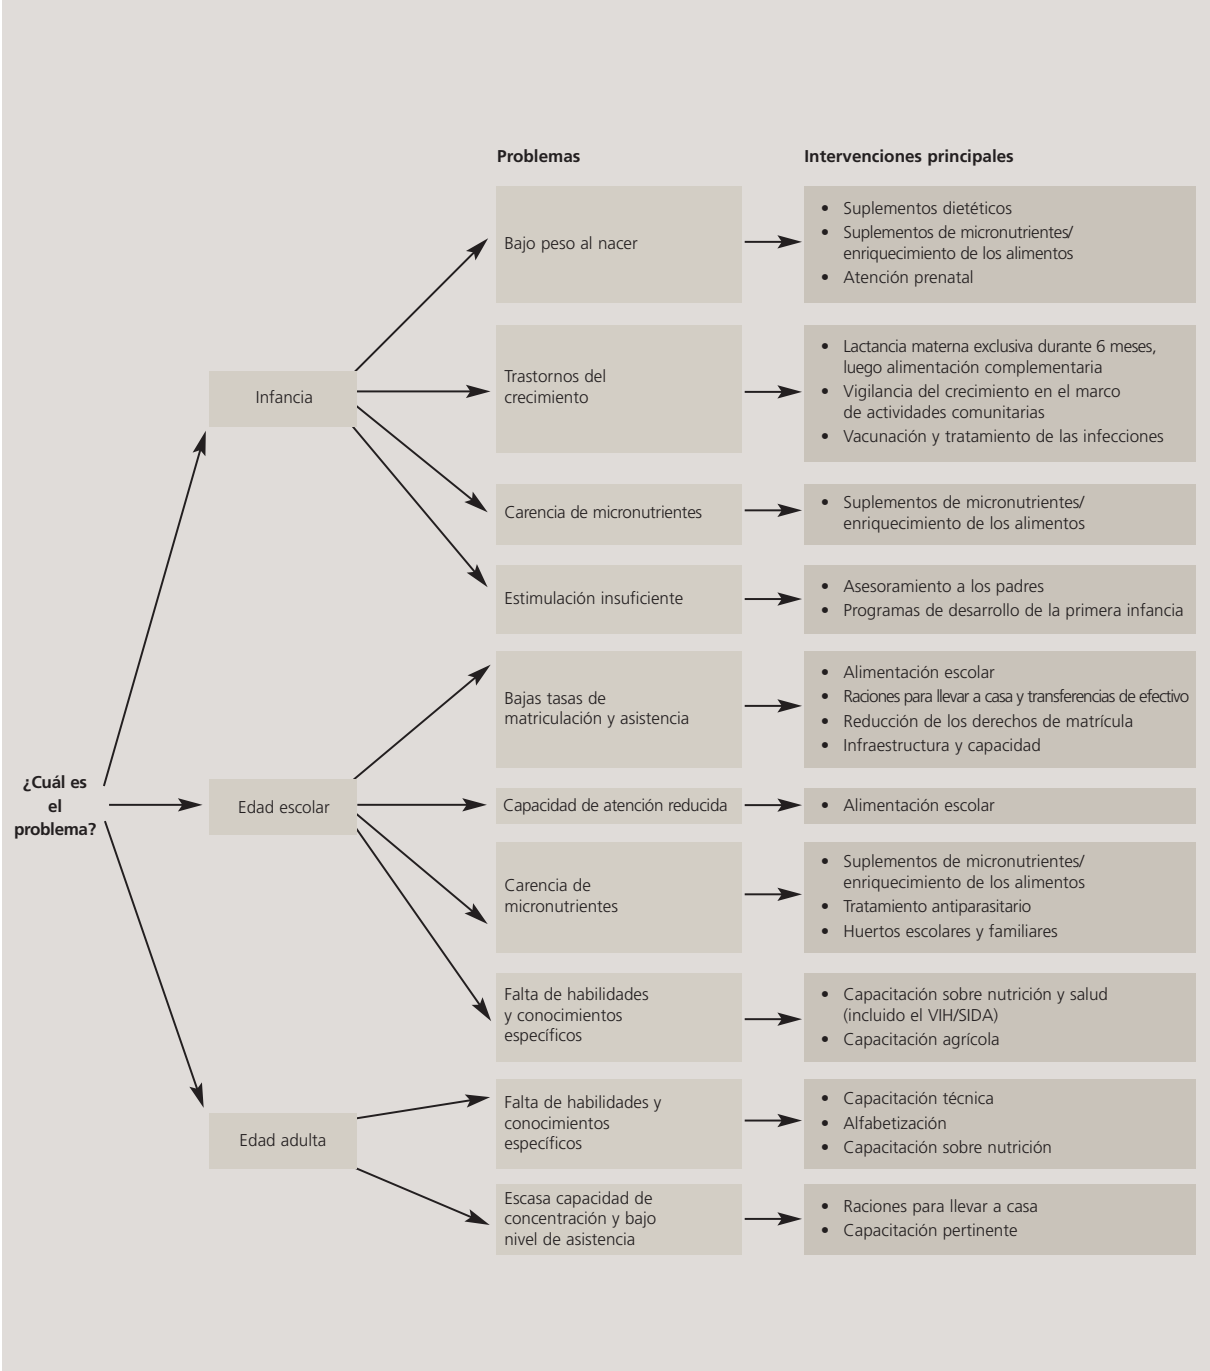 Problemas
Intervenciones principales
Bajo peso al nacer
• Suplementos dietéticos
• Suplementos de micronutrientes/
enriquecimiento de los alimentos
• Atención prenatal
Infancia
Trastornos del
crecimiento
• Lactancia materna exclusiva durante 6 meses,
luego alimentación complementaria
• Vigilancia del crecimiento en el marco
de actividades comunitarias
• Vacunación y tratamiento de las infecciones
Carencia de micronutrientes
• Suplementos de micronutrientes/
enriquecimiento de los alimentos
Estimulación insuficiente
• Asesoramiento a los padres
• Programas de desarrollo de la primera infancia
¿Cuál es
el
problema?
Edad escolar
Bajas tasas de
matriculación y asistencia
• Alimentación escolar
• Raciones para llevar a casa y transferencias de efectivo
• Reducción de los derechos de matrícula
• Infraestructura y capacidad
Capacidad de atención reducida
• Alimentación escolar
Carencia de
micronutrientes
• Suplementos de micronutrientes/
enriquecimiento de los alimentos
• Tratamiento antiparasitario
• Huertos escolares y familiares
Falta de habilidades
y conocimientos
específicos
• Capacitación sobre nutrición y salud
(incluido el VIH/SIDA)
• Capacitación agrícola
Edad adulta
Falta de habilidades y
conocimientos
específicos
• Capacitación técnica
• Alfabetización
• Capacitación sobre nutrición
Escasa capacidad de
concentración y bajo
nivel de asistencia
• Raciones para llevar a casa
• Capacitación pertinente